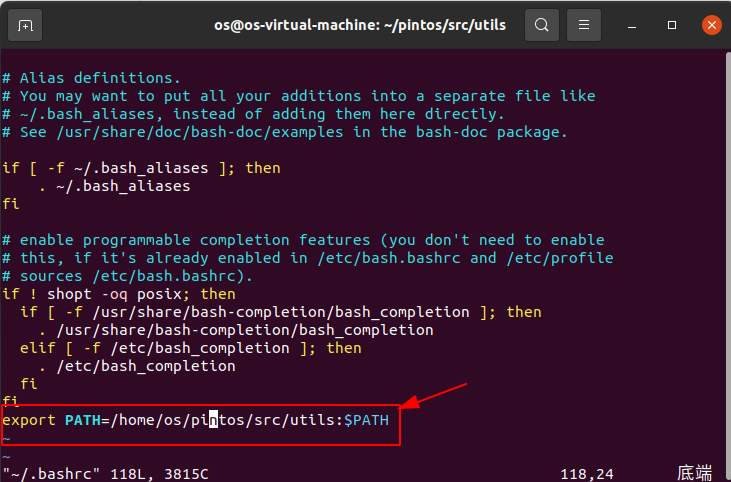 os@os-virtual-machine: ~/pintos/src/utils
# Alias definitions.
# You may want to put all your additions into a separate file like
# ~/.bash_aliases, instead of adding them here directly.
# See /usr/share/doc/bash-doc/examples in the bash-doc package.
if [ -f ~/.bash_aliases ]; then
    . ~/.bash_aliases
fi
# enable programmable completion features (you don't need to enable
# this, if it's already enabled in /etc/bash.bashrc and /etc/profile
# sources /etc/bash.bashrc).
if ! shopt -oq posix; then
  if [ -f /usr/share/bash-completion/bash_completion ]; then
    . /usr/share/bash-completion/bash_completion
  elif [ -f /etc/bash_completion ]; then
    . /etc/bash_completion
  fi
fi
export PATH=/home/os/pintos/src/utils:$PATH
~
~
"~/.bashrc" 118L, 3815C 118,24 底端